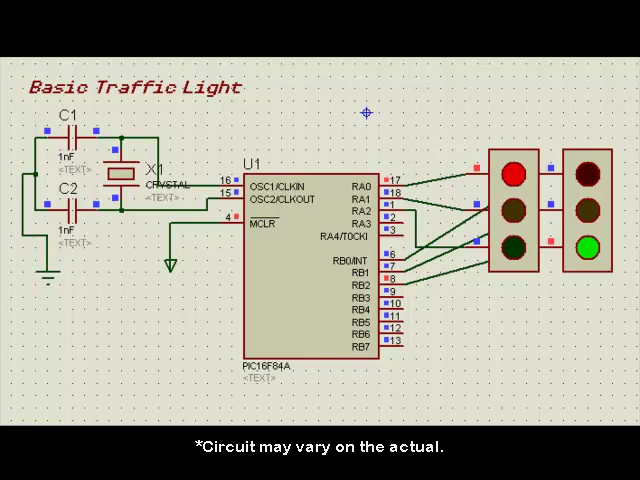 Basic Traffic Light
C1
1nF
<TEXT>
X1
CRYSTAL
<TEXT>
C2
1nF
<TEXT>
U1
16 OSC1/CLKIN RA0 17
15 OSC2/CLKOUT RA1 18
RA2 1
4 MCLR RA3 2
RA4/T0CKI 3
RB0/INT 6
RB1 7
RB2 8
RB3 9
RB4 10
RB5 11
RB6 12
RB7 13
PIC16F84A
<TEXT>
*Circuit may vary on the actual.